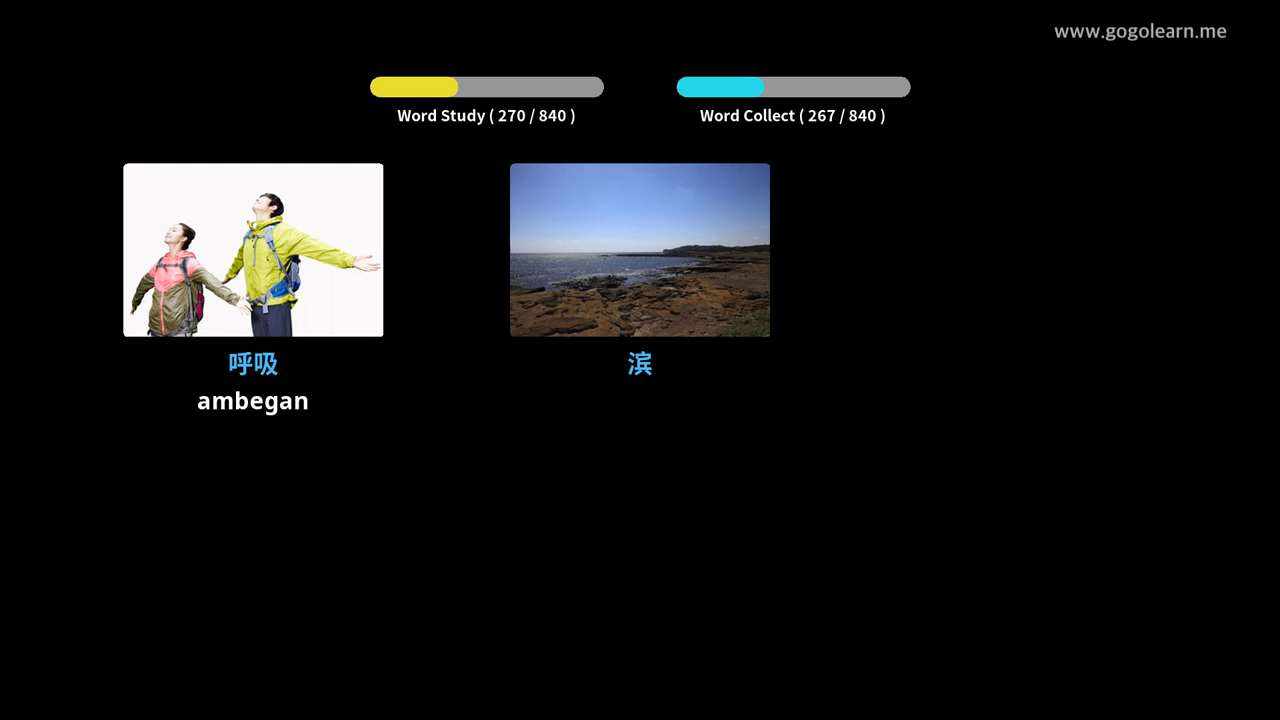 www.gogolearn.me
Word Study ( 270 / 840 )
Word Collect ( 267 / 840 )
呼吸
滨
ambegan